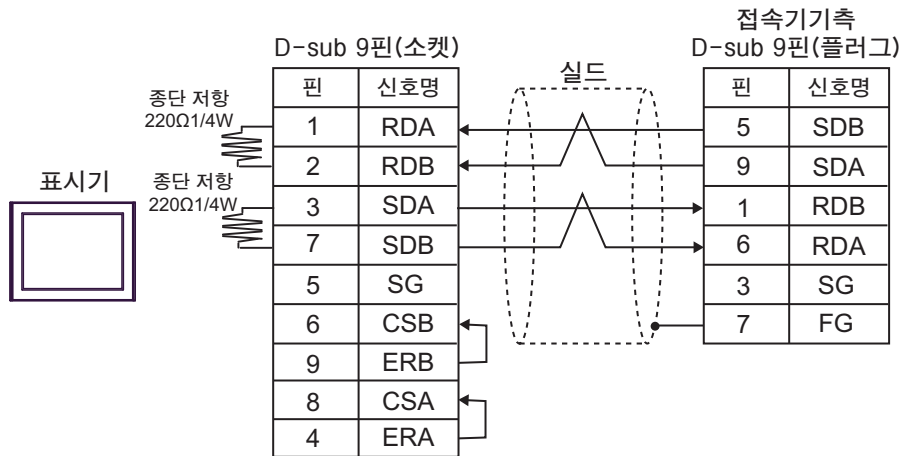 접속기기측
D-sub 9핀(소켓)
D-sub 9핀(플러그)
실드
핀 신호명
1 RDA
2 RDB
3 SDA
7 SDB
5 SG
6 CSB
9 ERB
8 CSA
4 ERA
핀 신호명
5 SDB
9 SDA
1 RDB
6 RDA
3 SG
7 FG
종단 저항
220Ω1/4W
표시기
종단 저항
220Ω1/4W